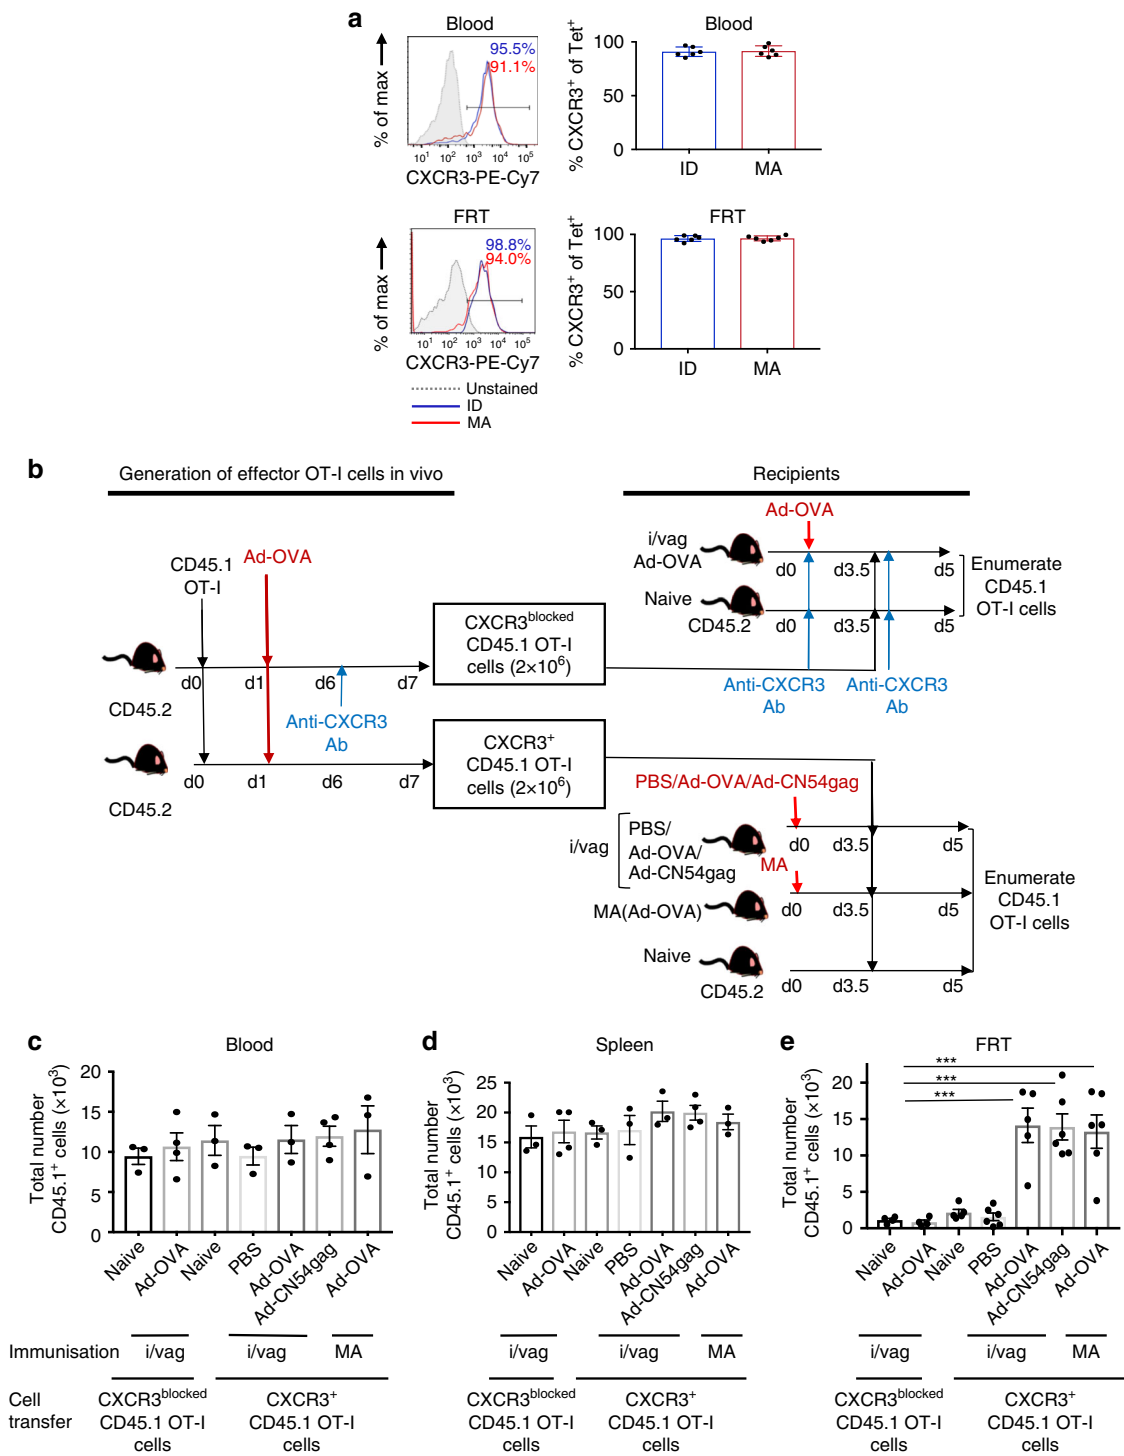 a
Blood
95.5%
91.1%
% of max
10¹ 10² 10³ 10⁴ 10⁵
CXCR3-PE-Cy7
Blood
% CXCR3⁺ of Tet⁺
100
50
0
ID MA
FRT
98.8%
94.0%
% of max
10¹ 10² 10³ 10⁴ 10⁵
CXCR3-PE-Cy7
Unstained
ID
MA
FRT
% CXCR3⁺ of Tet⁺
100
50
0
ID MA
b
Generation of effector OT-I cells in vivo
Recipients
CD45.1
OT-I
Ad-OVA
d0 d1 d6 d7
CD45.2
Anti-CXCR3
Ab
d0 d1 d6 d7
CD45.2
CXCR3ᵇˡᵒᶜᵏᵉᵈ
CD45.1 OT-I
cells (2×10⁶)
CXCR3⁺
CD45.1 OT-I
cells (2×10⁶)
Ad-OVA
i/vag
Ad-OVA
d0 d3.5 d5
Naive
CD45.2
d0 d3.5 d5
Enumerate
CD45.1
OT-I cells
Anti-CXCR3
Ab
Anti-CXCR3
Ab
PBS/Ad-OVA/Ad-CN54gag
i/vag
PBS/
Ad-OVA/
Ad-CN54gag
d0 d3.5 d5
MA
MA(Ad-OVA)
d0 d3.5 d5
Naive
CD45.2
d0 d3.5 d5
Enumerate
CD45.1
OT-I cells
c
Blood
Total number
CD45.1⁺ cells (×10³)
20
15
10
5
0
Naive Ad-OVA Naive PBS Ad-OVA Ad-CN54gag Ad-OVA
d
Spleen
Total number
CD45.1⁺ cells (×10³)
25
20
15
10
5
0
Naive Ad-OVA Naive PBS Ad-OVA Ad-CN54gag Ad-OVA
e
FRT
***
***
***
Total number
CD45.1⁺ cells (×10³)
20
15
10
5
0
Naive Ad-OVA Naive PBS Ad-OVA Ad-CN54gag Ad-OVA
Immunisation i/vag i/vag MA i/vag i/vag MA i/vag i/vag MA
Cell
transfer
CXCR3ᵇˡᵒᶜᵏᵉᵈ
CD45.1 OT-I
cells
CXCR3⁺
CD45.1 OT-I
cells
CXCR3ᵇˡᵒᶜᵏᵉᵈ
CD45.1 OT-I
cells
CXCR3⁺
CD45.1 OT-I
cells
CXCR3ᵇˡᵒᶜᵏᵉᵈ
CD45.1 OT-I
cells
CXCR3⁺
CD45.1 OT-I
cells